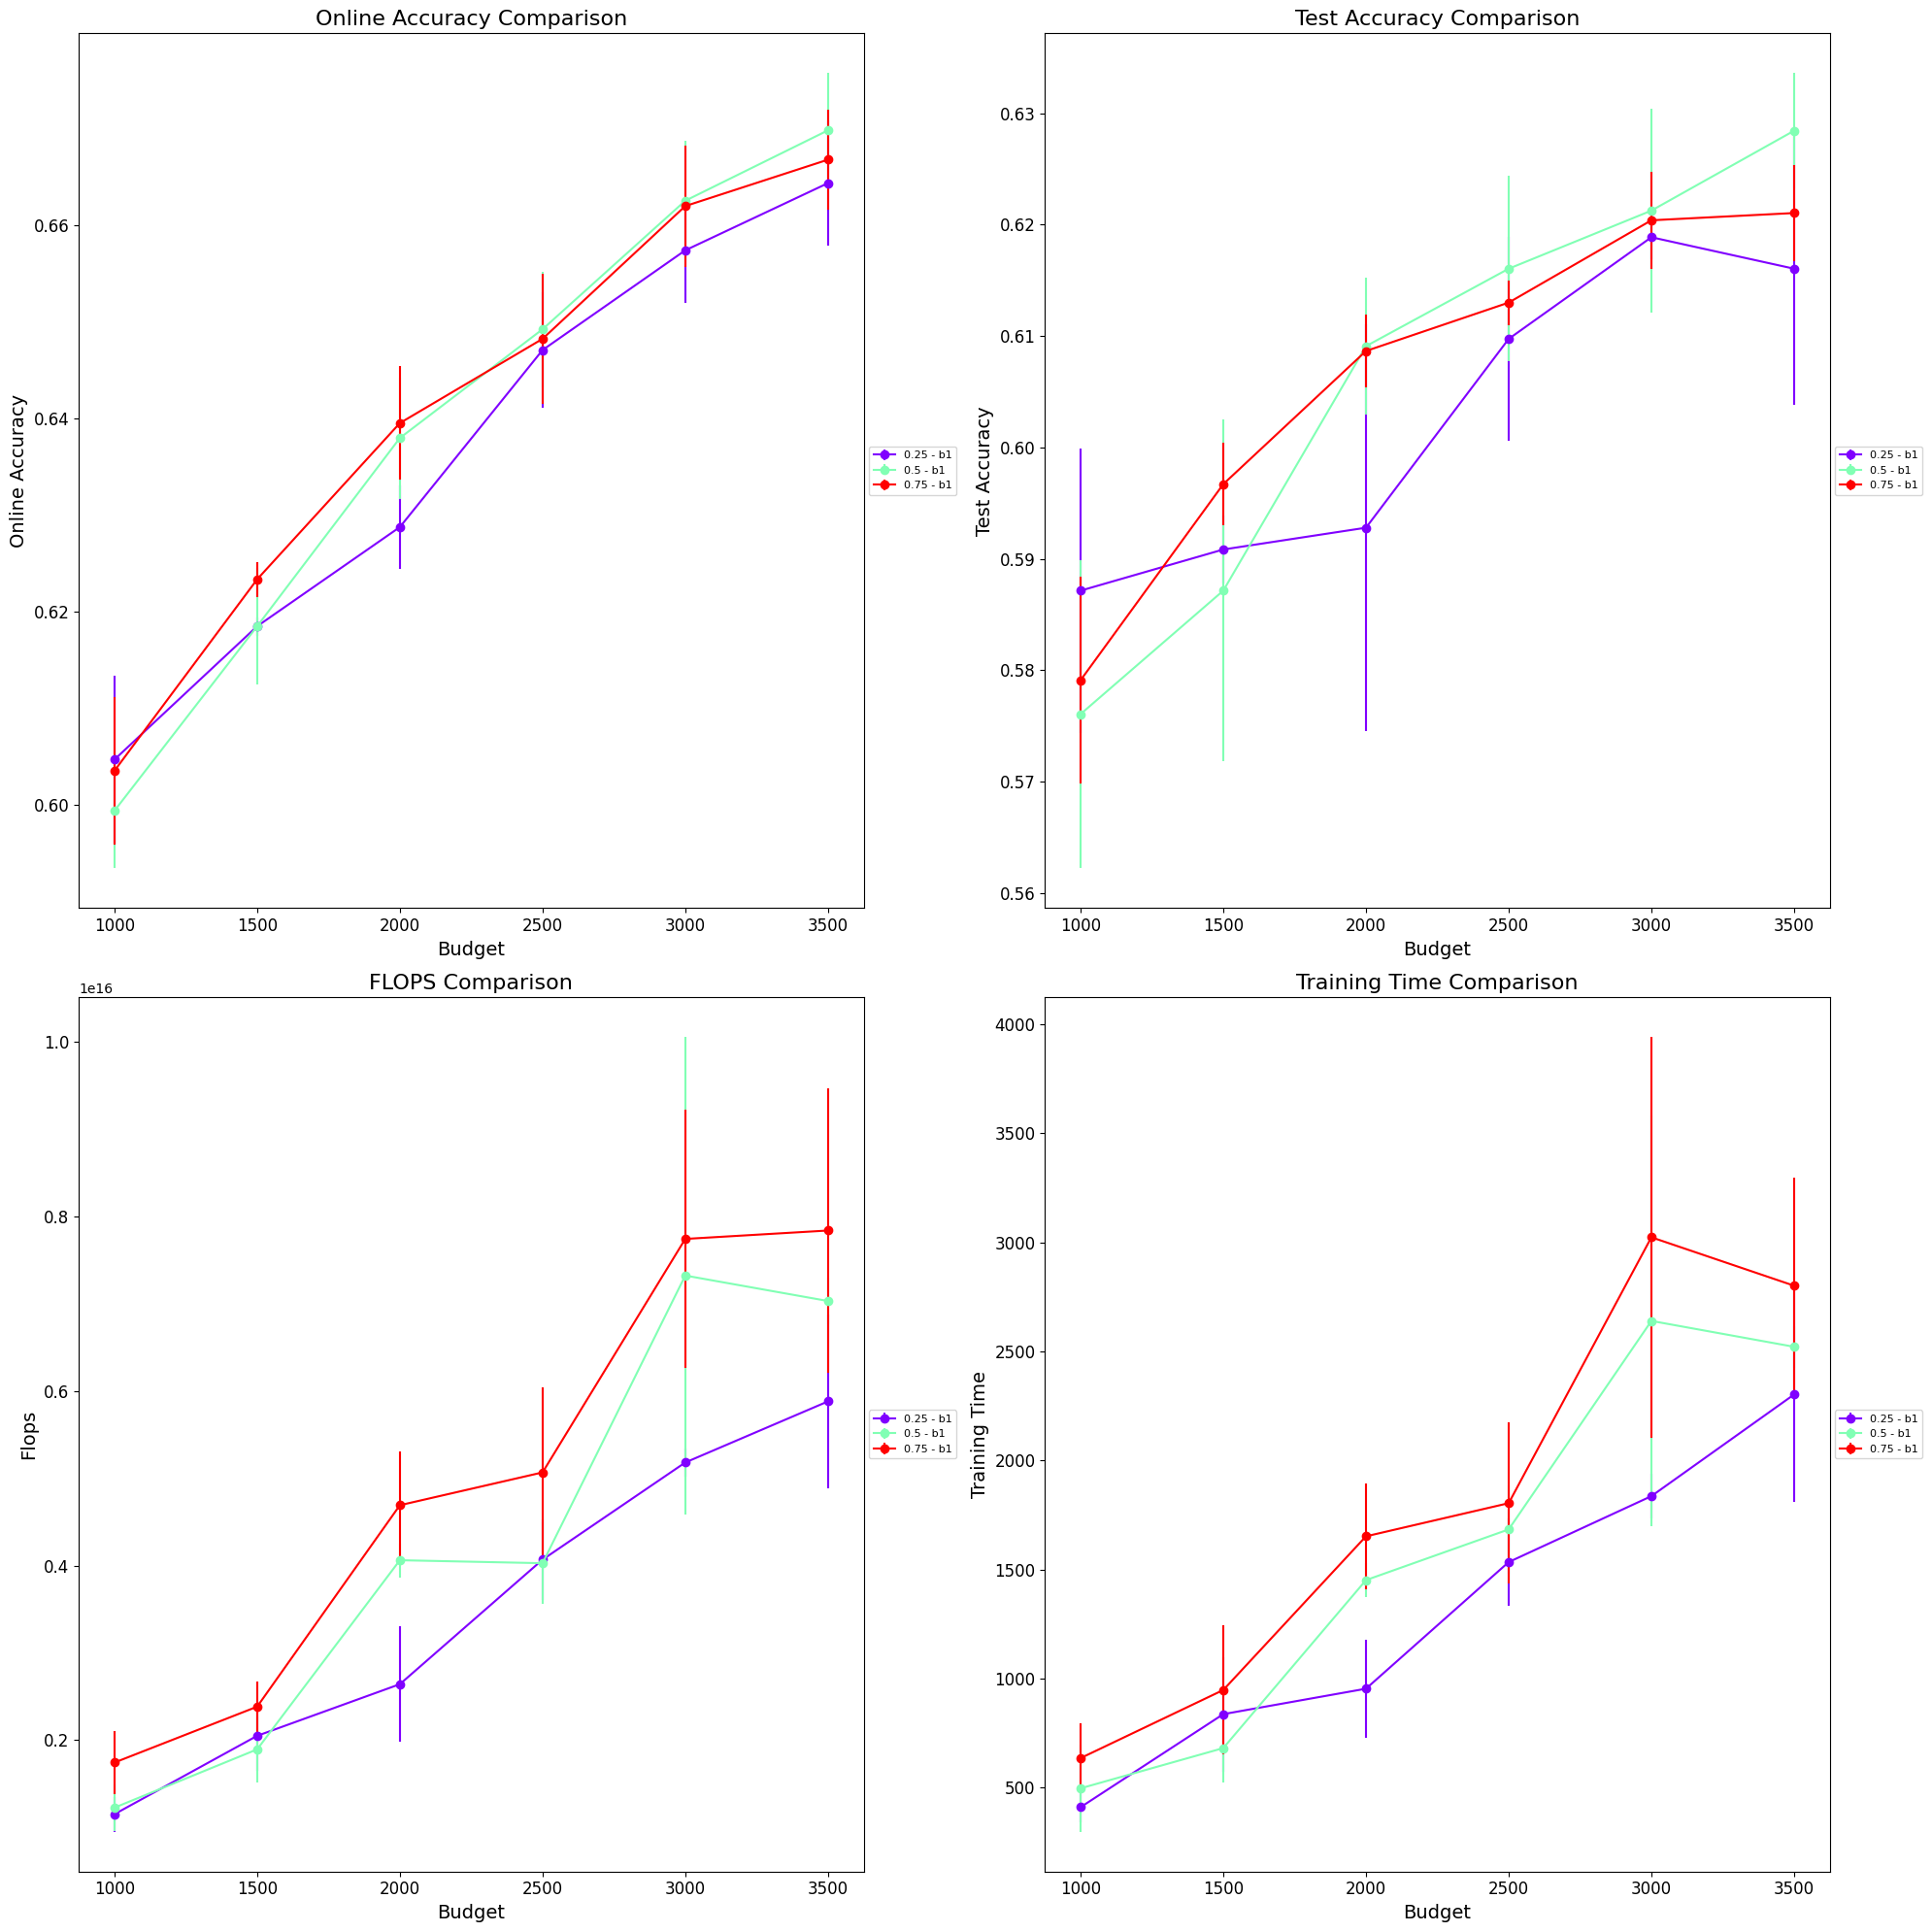 Online Accuracy Comparison
Online Accuracy
0.66
0.64
0.62
0.60
1000 1500 2000 2500 3000 3500
Budget
0.25 - b1
0.5 - b1
0.75 - b1
Test Accuracy Comparison
Test Accuracy
0.63
0.62
0.61
0.60
0.59
0.58
0.57
0.56
1000 1500 2000 2500 3000 3500
Budget
0.25 - b1
0.5 - b1
0.75 - b1
FLOPS Comparison
1e16
Flops
1.0
0.8
0.6
0.4
0.2
1000 1500 2000 2500 3000 3500
Budget
0.25 - b1
0.5 - b1
0.75 - b1
Training Time Comparison
Training Time
4000
3500
3000
2500
2000
1500
1000
500
1000 1500 2000 2500 3000 3500
Budget
0.25 - b1
0.5 - b1
0.75 - b1